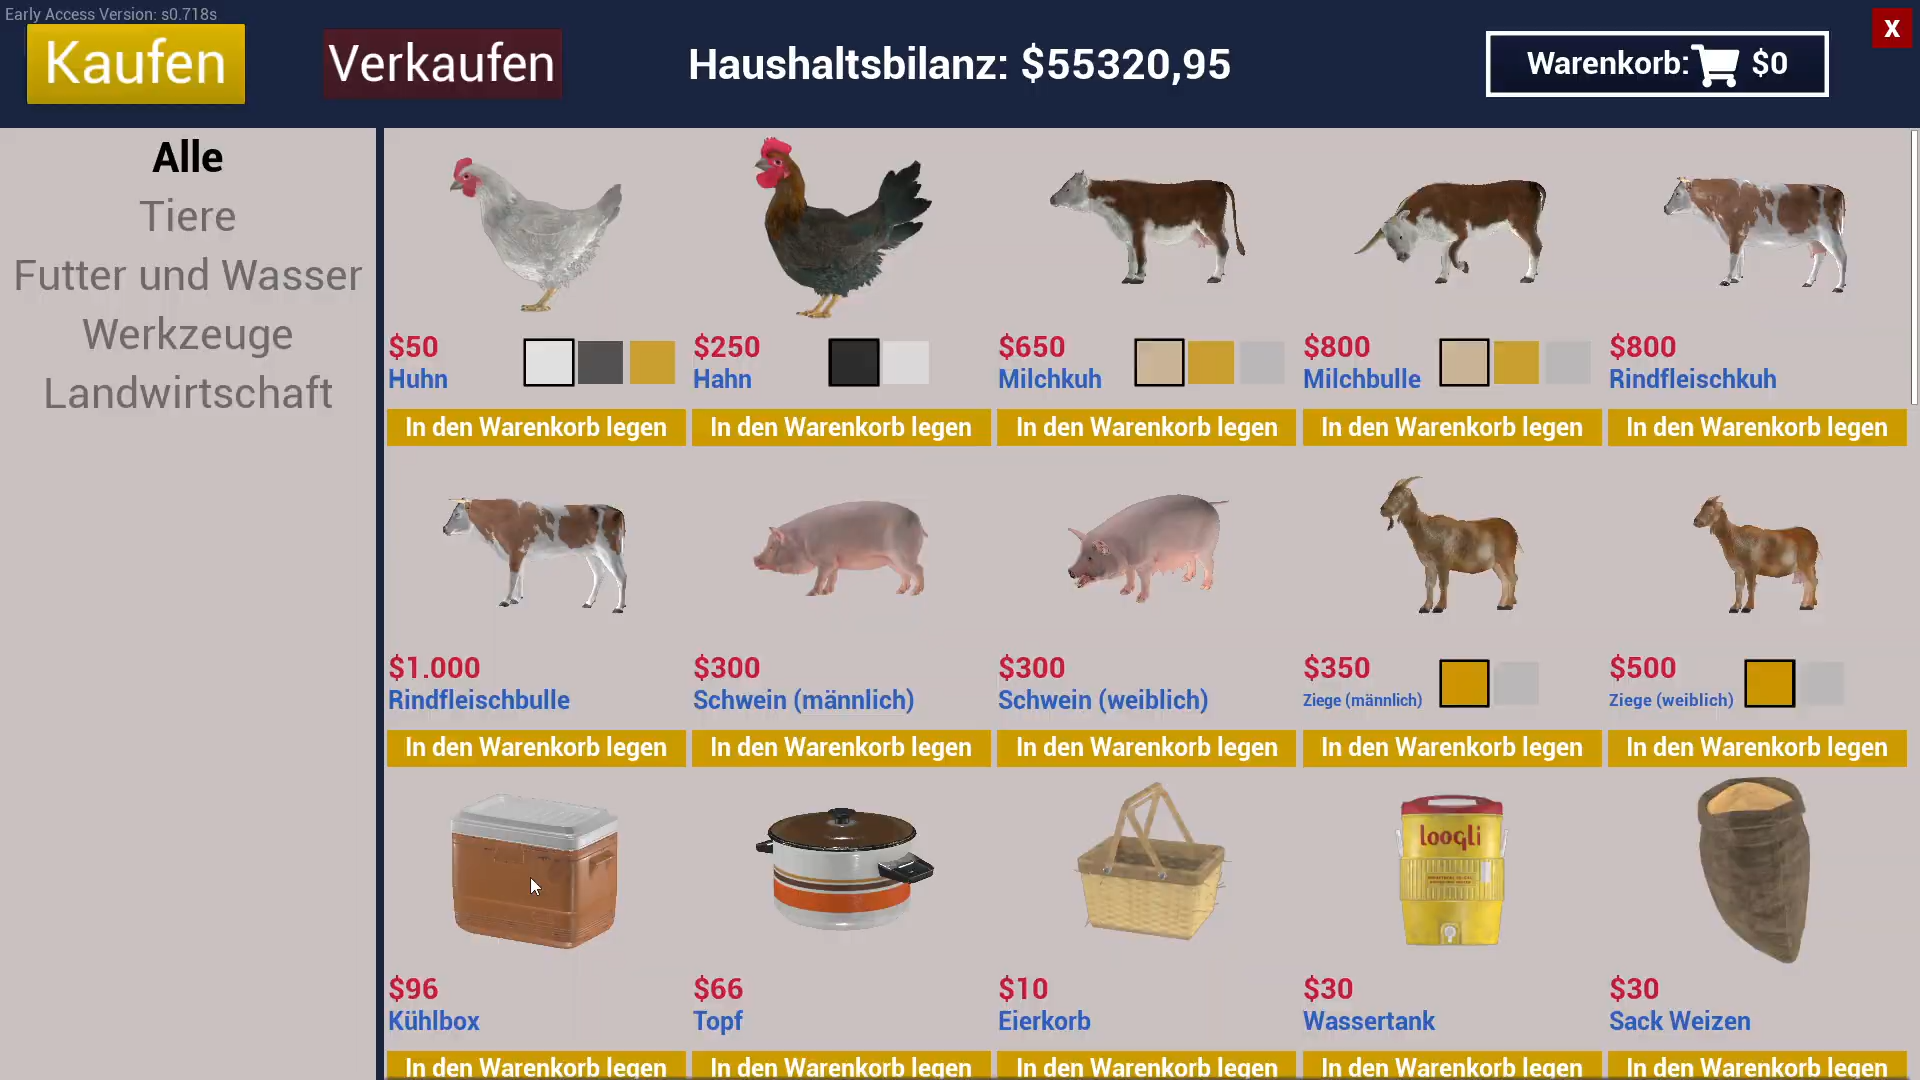 Early Access Version: s0.718s
Kaufen
Verkaufen
Haushaltsbilanz: $55320,95
Warenkorb: $0
X
Alle
Tiere
Futter und Wasser
Werkzeuge
Landwirtschaft
$50
Huhn
$250
Hahn
$650
Milchkuh
$800
Milchbulle
$800
Rindfleischkuh
In den Warenkorb legen
In den Warenkorb legen
In den Warenkorb legen
In den Warenkorb legen
In den Warenkorb legen
$1.000
Rindfleischbulle
$300
Schwein (männlich)
$300
Schwein (weiblich)
$350
Ziege (männlich)
$500
Ziege (weiblich)
In den Warenkorb legen
In den Warenkorb legen
In den Warenkorb legen
In den Warenkorb legen
In den Warenkorb legen
looqli
$96
Kühlbox
$66
Topf
$10
Eierkorb
$30
Wassertank
$30
Sack Weizen
In den Warenkorb legen
In den Warenkorb legen
In den Warenkorb legen
In den Warenkorb legen
In den Warenkorb legen